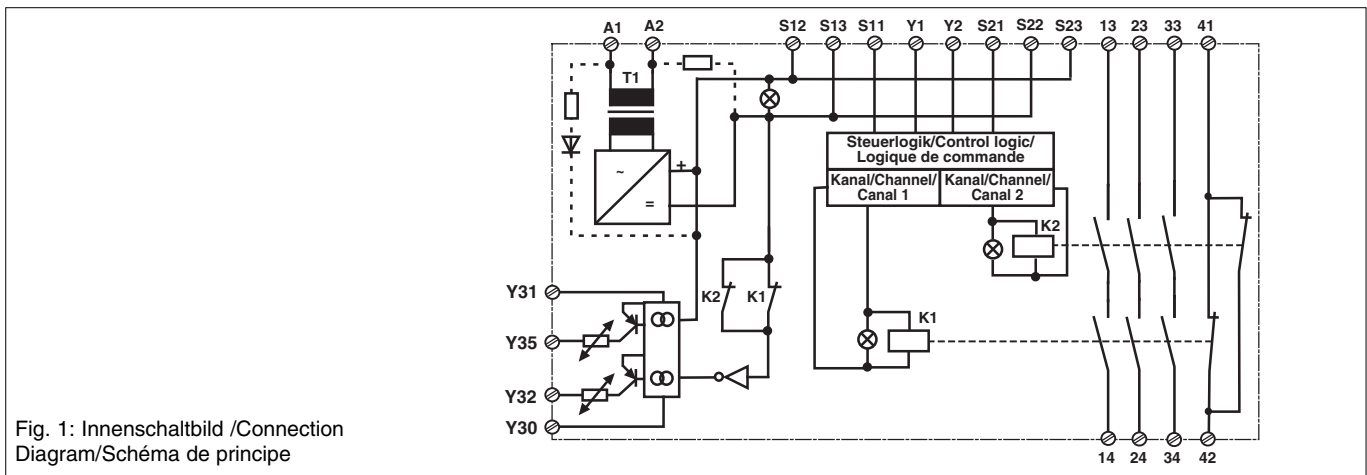 A1 A2 S12 S13 S11 Y1 Y2 S21 S22 S23 13 23 33 41
T1
Steuerlogik/Control logic/
Logique de commande
Kanal/Channel/ Kanal/Channel/
Canal 1 Canal 2
~ +
=
K2
Y31
K2 K1
K1
Y35
Y32
Y30
14 24 34 42
Fig. 1: Innenschaltbild /Connection
Diagram/Schéma de principe